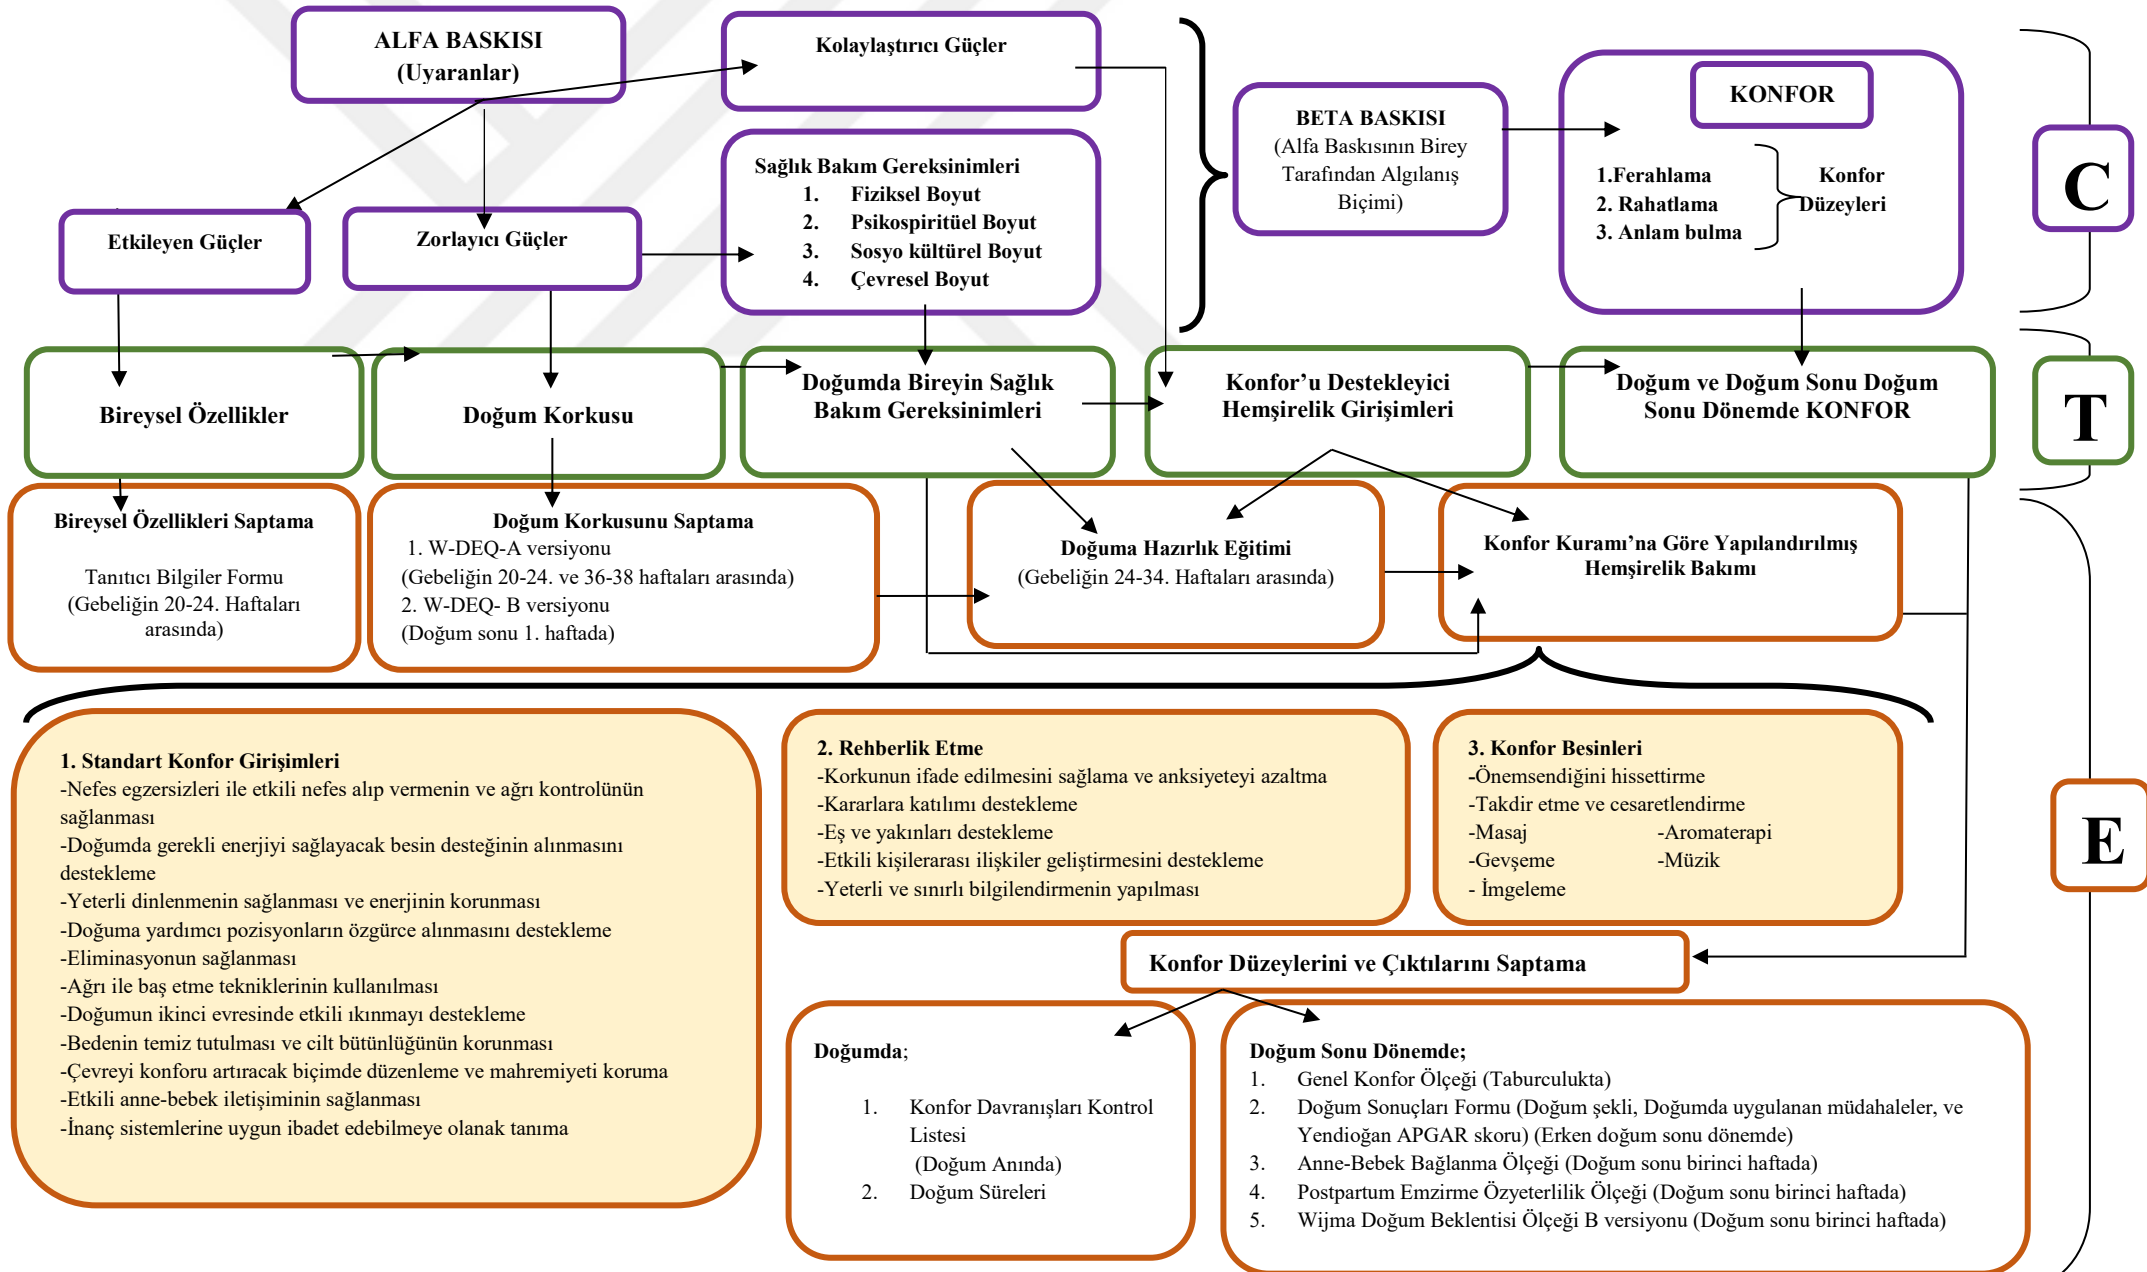 ALFA BASKISI
(Uyaranlar)
Kolaylaştırıcı Güçler
Etkileyen Güçler
Zorlayıcı Güçler
Sağlık Bakım Gereksinimleri
1. Fiziksel Boyut
2. Psikospiritüel Boyut
3. Sosyo kültürel Boyut
4. Çevresel Boyut
BETA BASKISI
(Alfa Baskısının Birey
Tarafından Algılanış
Biçimi)
KONFOR
1.Ferahlama
2. Rahatlama
3. Anlam bulma
Konfor
Düzeyleri
C
Bireysel Özellikler
Doğum Korkusu
Doğumda Bireyin Sağlık
Bakım Gereksinimleri
Konfor’u Destekleyici
Hemşirelik Girişimleri
Doğum ve Doğum Sonu Doğum
Sonu Dönemde KONFOR
T
Bireysel Özellikleri Saptama
Tanıtıcı Bilgiler Formu
(Gebeliğin 20-24. Haftaları
arasında)
Doğum Korkusunu Saptama
1. W-DEQ-A versiyonu
(Gebeliğin 20-24. ve 36-38 haftaları arasında)
2. W-DEQ- B versiyonu
(Doğum sonu 1. haftada)
Doğuma Hazırlık Eğitimi
(Gebeliğin 24-34. Haftaları arasında)
Konfor Kuramı’na Göre Yapılandırılmış
Hemşirelik Bakımı
1. Standart Konfor Girişimleri
-Nefes egzersizleri ile etkili nefes alıp vermenin ve ağrı kontrolünün
sağlanması
-Doğumda gerekli enerjiyi sağlayacak besin desteğinin alınmasını
destekleme
-Yeterli dinlenmenin sağlanması ve enerjinin korunması
-Doğuma yardımcı pozisyonların özgürce alınmasını destekleme
-Eliminasyonun sağlanması
-Ağrı ile baş etme tekniklerinin kullanılması
-Doğumun ikinci evresinde etkili ıkınmayı destekleme
-Bedenin temiz tutulması ve cilt bütünlüğünün korunması
-Çevreyi konforu artıracak biçimde düzenleme ve mahremiyeti koruma
-Etkili anne-bebek iletişiminin sağlanması
-İnanç sistemlerine uygun ibadet edebilmeye olanak tanıma
2. Rehberlik Etme
-Korkunun ifade edilmesini sağlama ve anksiyeteyi azaltma
-Kararlara katılımı destekleme
-Eş ve yakınları destekleme
-Etkili kişilerarası ilişkiler geliştirmesini destekleme
-Yeterli ve sınırlı bilgilendirmenin yapılması
3. Konfor Besinleri
-Önemsendiğini hissettirme
-Takdir etme ve cesaretlendirme
-Masaj -Aromaterapi
-Gevşeme -Müzik
- İmgeleme
E
Konfor Düzeylerini ve Çıktılarını Saptama
Doğumda;
1. Konfor Davranışları Kontrol
Listesi
(Doğum Anında)
2. Doğum Süreleri
Doğum Sonu Dönemde;
1. Genel Konfor Ölçeği (Taburculukta)
2. Doğum Sonuçları Formu (Doğum şekli, Doğumda uygulanan müdahaleler, ve
Yendioğan APGAR skoru) (Erken doğum sonu dönemde)
3. Anne-Bebek Bağlanma Ölçeği (Doğum sonu birinci haftada)
4. Postpartum Emzirme Özyeterlilik Ölçeği (Doğum sonu birinci haftada)
5. Wijma Doğum Beklentisi Ölçeği B versiyonu (Doğum sonu birinci haftada)